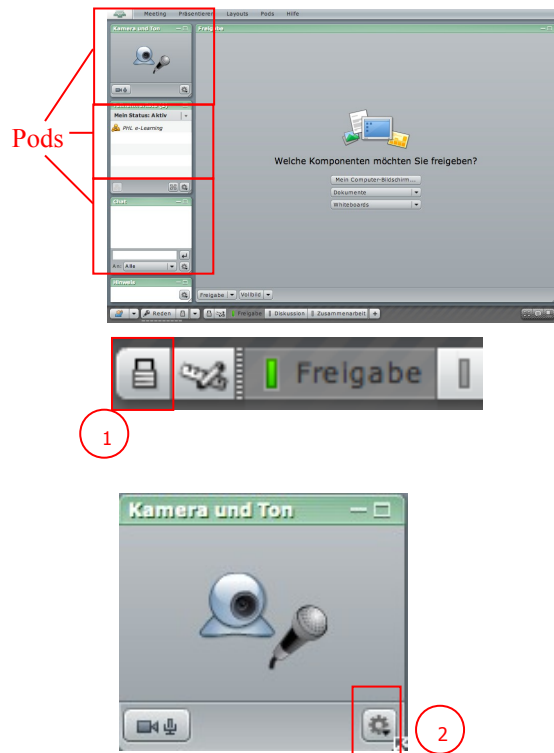 Meeting Präsentieren Layouts Pods Hilfe
Kamera und Ton
Freigabe
Mein Status: Aktiv
PHL e-Learning
Pods
Welche Komponenten möchten Sie freigeben?
Mein Computer-Bildschirm...
Dokumente
Whiteboards
Chat
An: Alle
Hinweis
Freigabe Vollbild
Reden Freigabe Diskussion Zusammenarbeit +
Freigabe
1
Kamera und Ton
2